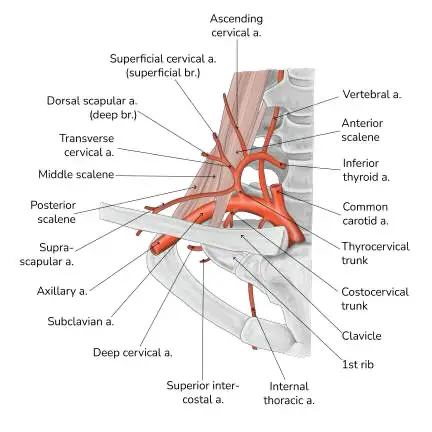 Ascending
cervical a.
Superficial cervical a.
(superficial br.)
Dorsal scapular a.
(deep br.)
Transverse
cervical a.
Middle scalene
Posterior
scalene
Supra-
scapular a.
Axillary a.
Subclavian a.
Deep cervical a.
Superior inter-
costal a.
Internal
thoracic a.
Vertebral a.
Anterior
scalene
Inferior
thyroid a.
Common
carotid a.
Thyrocervical
trunk
Costocervical
trunk
Clavicle
1st rib